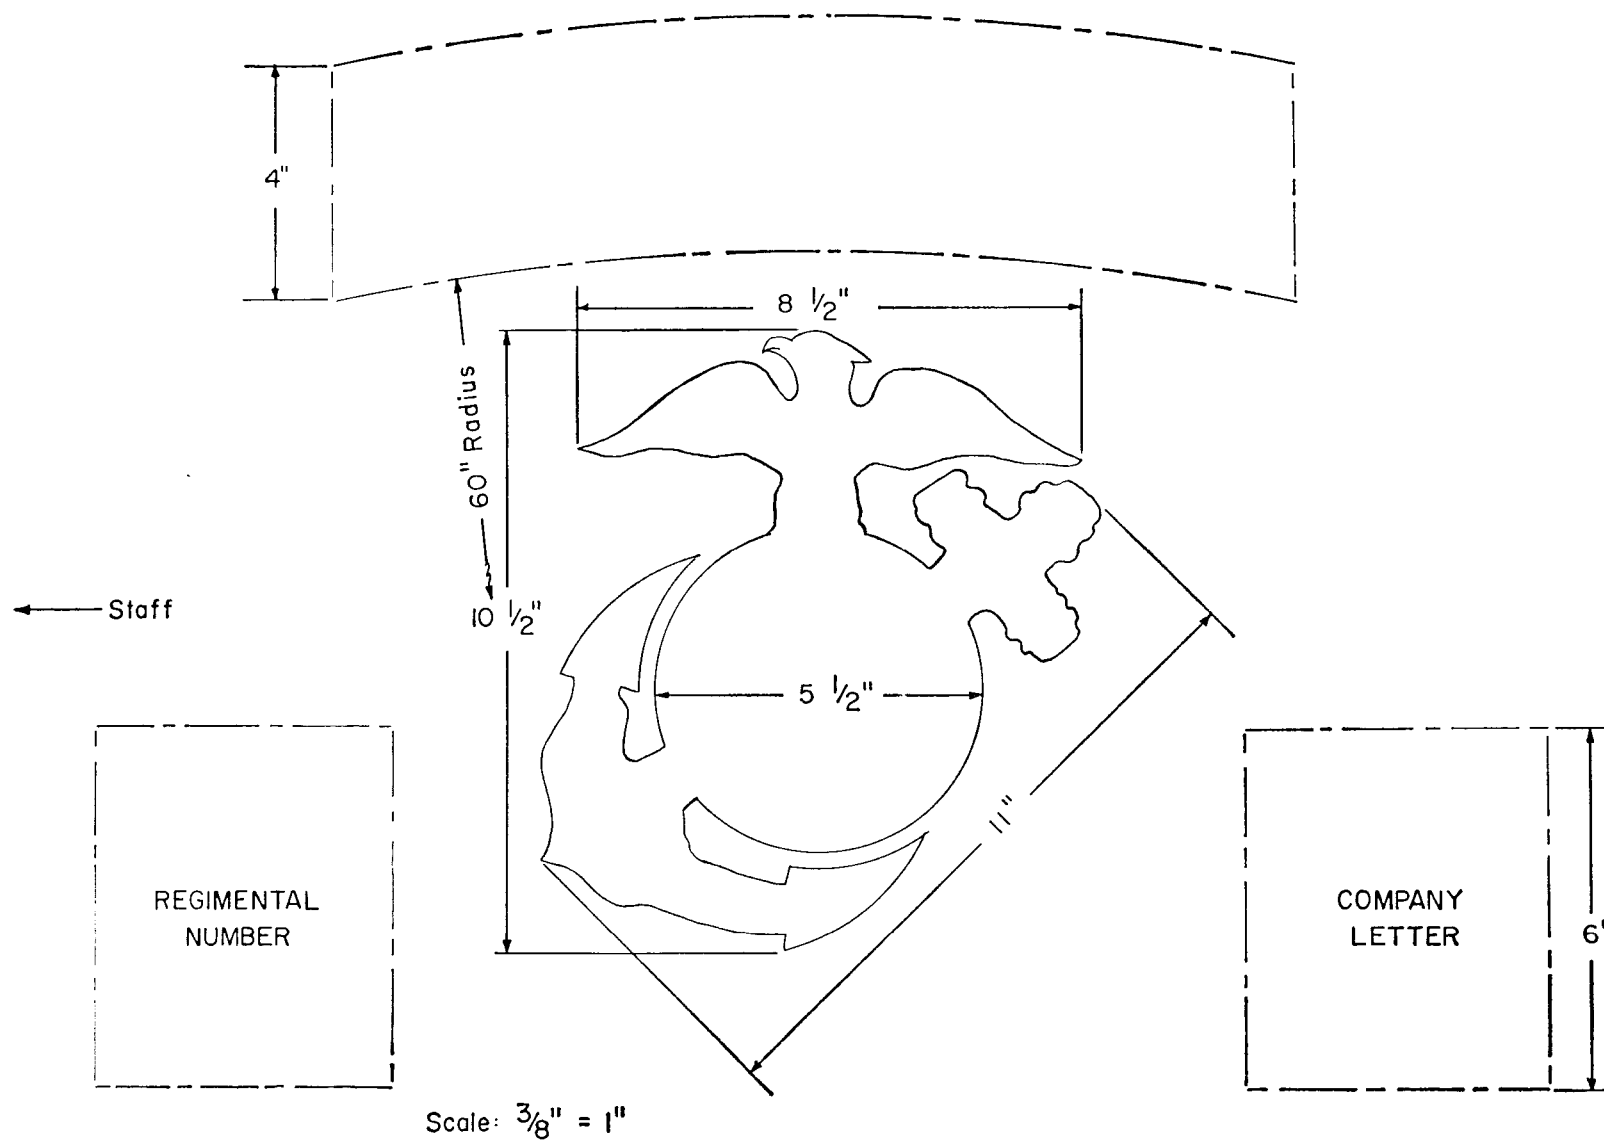 4"
8 1/2"
60" Radius
Staff
10 1/2"
5 1/2"
11"
REGIMENTAL
NUMBER
COMPANY
LETTER
6"
Scale: 3/8" = 1"